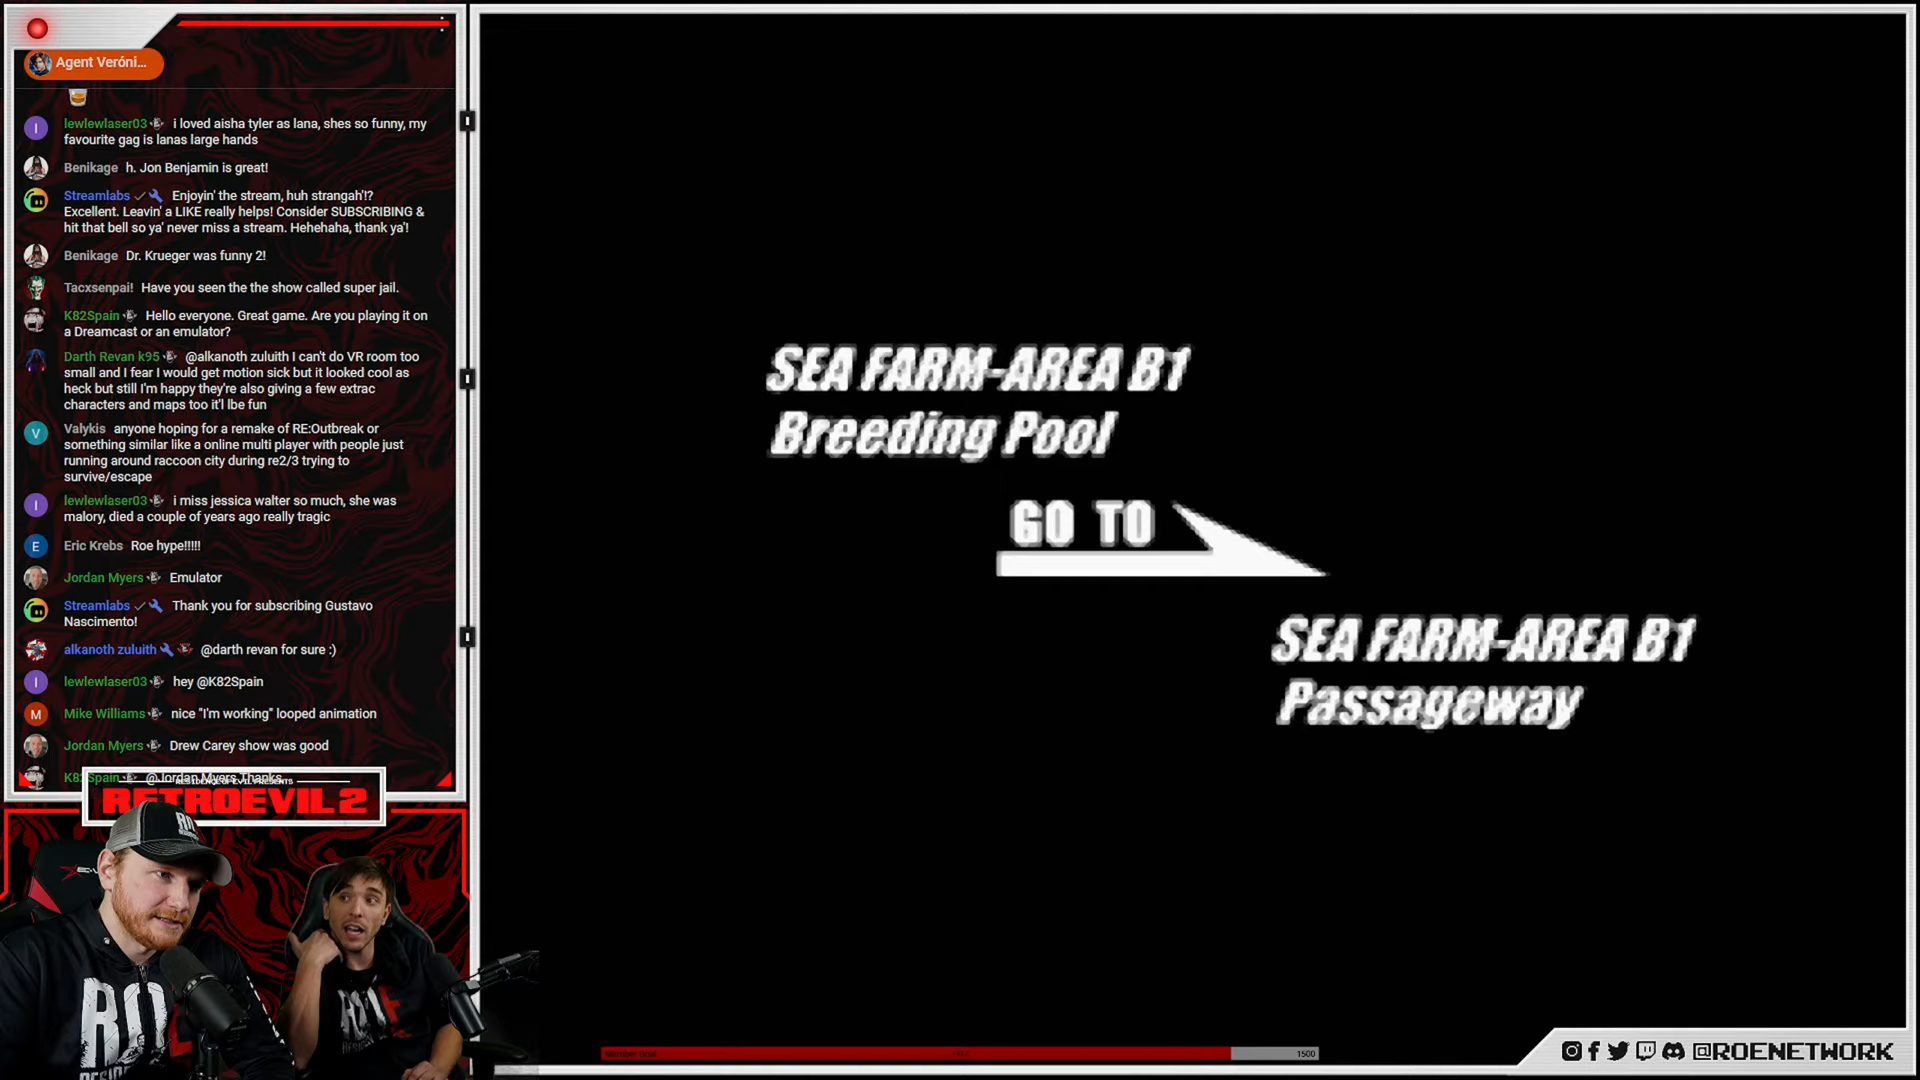 Agent Veróni...
lewlewlaser03 i loved aisha tyler as lana, shes so funny, my
favourite gag is lanas large hands
Benikage h. Jon Benjamin is great!
Streamlabs Enjoyin' the stream, huh strangah'!?
Excellent. Leavin' a LIKE really helps! Consider SUBSCRIBING &
hit that bell so ya' never miss a stream. Hehehaha, thank ya'!
Benikage Dr. Krueger was funny 2!
Tacxsenpai! Have you seen the the show called super jail.
K82Spain Hello everyone. Great game. Are you playing it on
a Dreamcast or an emulator?
Darth Revan k95 @alkanoth zuluith I can't do VR room too
small and I fear I would get motion sick but it looked cool as
heck but still I'm happy they're also giving a few extrac
characters and maps too it'l lbe fun
V Valykis anyone hoping for a remake of RE:Outbreak or
something similar like a online multi player with people just
running around raccoon city during re2/3 trying to
survive/escape
l lewlewlaser03 i miss jessica walter so much, she was
malory, died a couple of years ago really tragic
E Eric Krebs Roe hype!!!!!
Jordan Myers Emulator
Streamlabs Thank you for subscribing Gustavo
Nascimento!
alkanoth zuluith @darth revan for sure :)
l lewlewlaser03 hey @K82Spain
M Mike Williams nice "I'm working" looped animation
Jordan Myers Drew Carey show was good
K82Spain @Jordan Myers Thanks
RESIDENCE OF EVIL PRESENTS
RETROEVIL 2
SEA FARM-AREA B1
Breeding Pool
GO TO
SEA FARM-AREA B1
Passageway
Member Goal
1500
@ROENETWORK